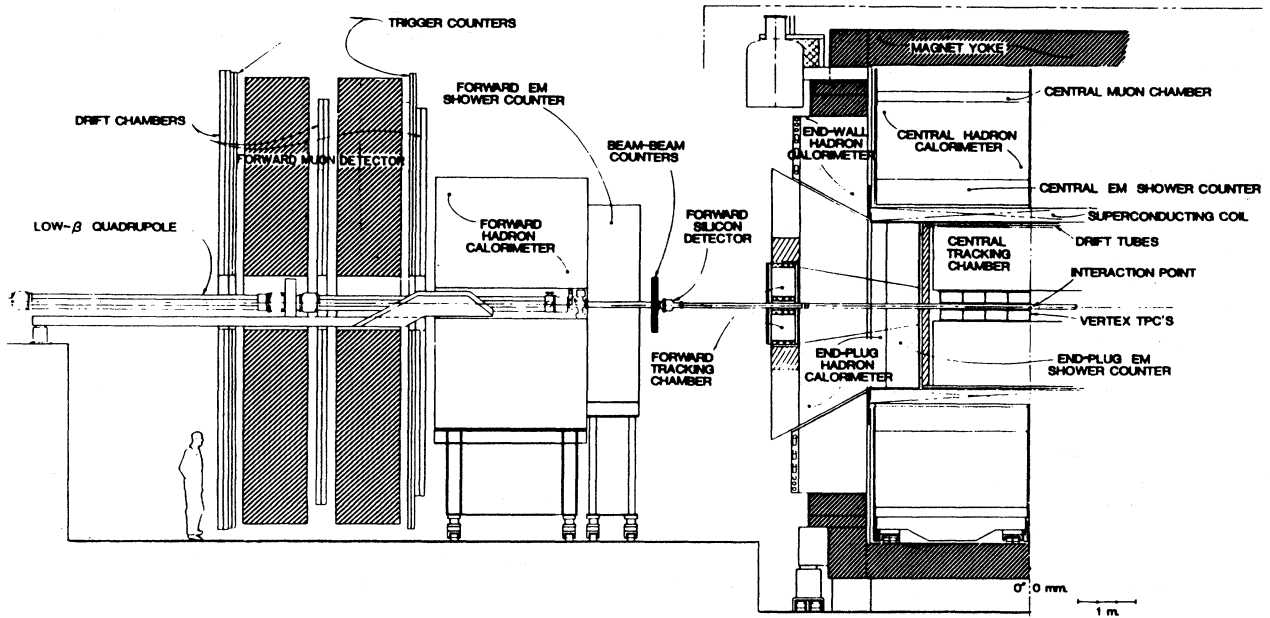 TRIGGER COUNTERS
FORWARD EM
SHOWER COUNTER
DRIFT CHAMBERS
FORWARD MUON DETECTOR
BEAM-BEAM
COUNTERS
LOW-β QUADRUPOLE
FORWARD
HADRON
CALORIMETER
FORWARD
SILICON
DETECTOR
FORWARD
TRACKING
CHAMBER
MAGNET YOKE
CENTRAL MUON CHAMBER
END-WALL
HADRON
CALORIMETER
CENTRAL HADRON
CALORIMETER
CENTRAL EM SHOWER COUNTER
SUPERCONDUCTING COIL
DRIFT TUBES
CENTRAL
TRACKING
CHAMBER
INTERACTION POINT
VERTEX TPC'S
END-PLUG
HADRON
CALORIMETER
END-PLUG EM
SHOWER COUNTER
0" 0 mm.
1 m.